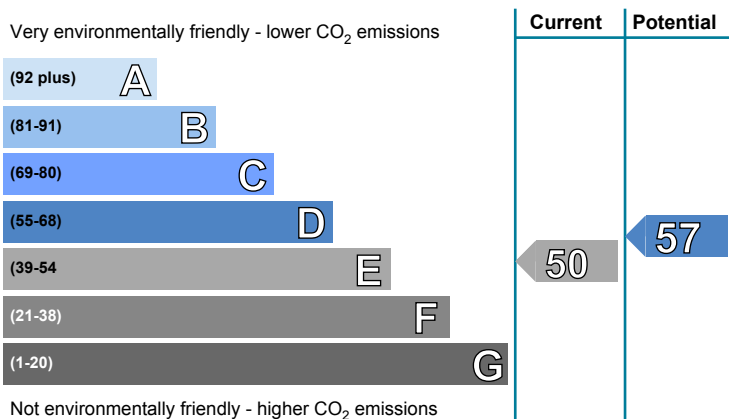 Current Potential
Very environmentally friendly - lower CO2 emissions
(92 plus) A
(81-91) B
(69-80) C
(55-68) D
57
(39-54 E
50
(21-38) F
(1-20) G
Not environmentally friendly - higher CO2 emissions